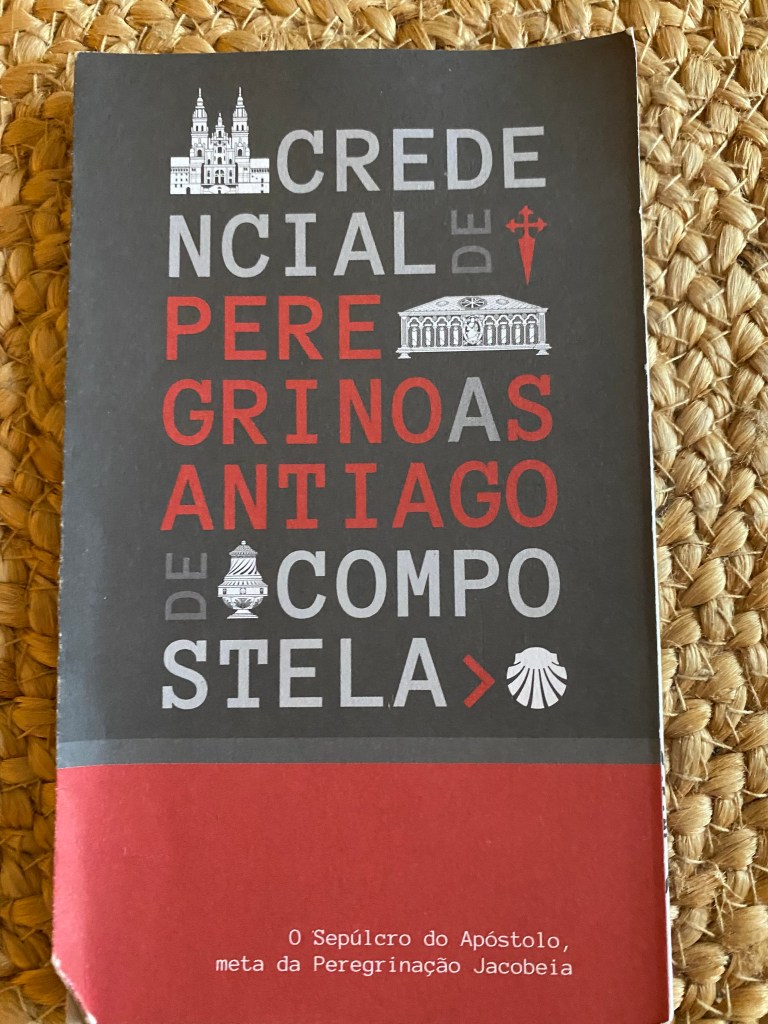 CREDE
NCIAL DE
PERE
GRINOAS
ANTIAGO
DE COMPO
STELA>
O Sepúlcro do Apóstolo,
meta da Peregrinação Jacobeia